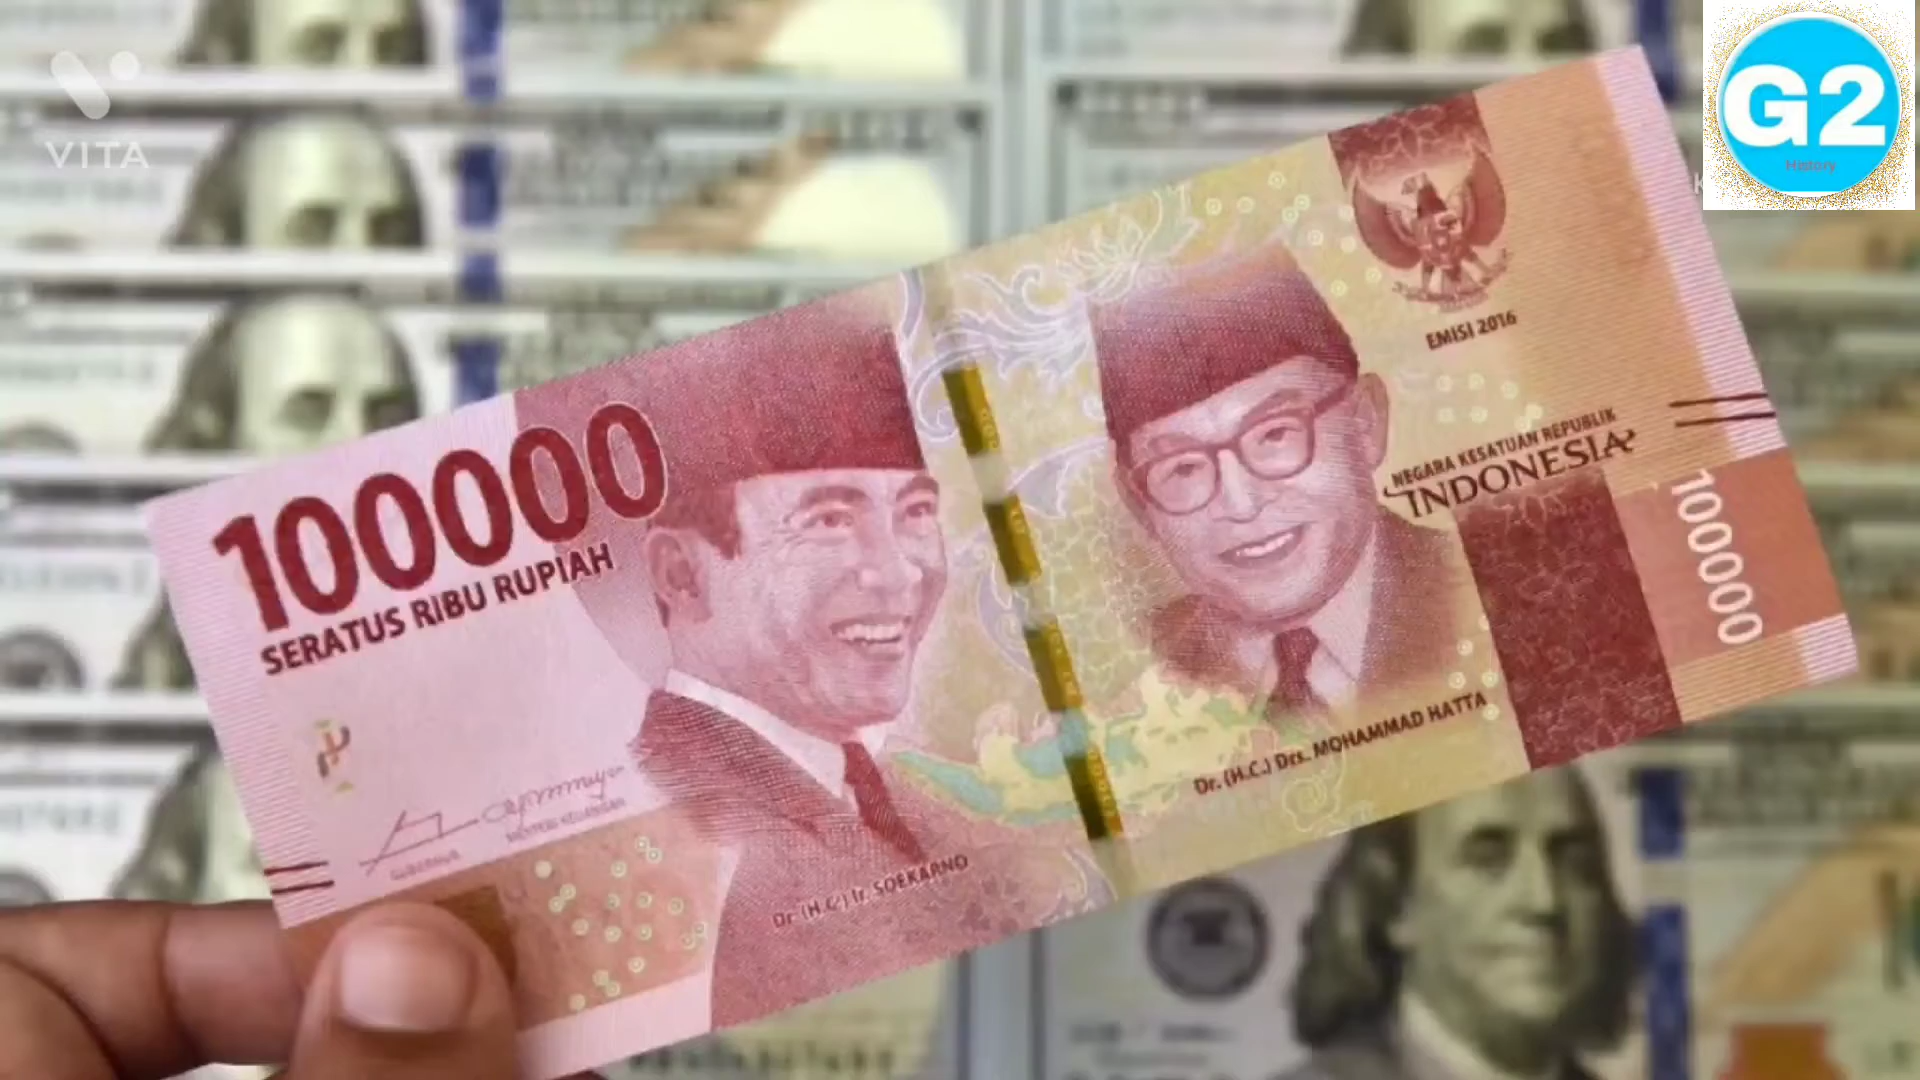 VITA
G2
History
100000
SERATUS RIBU RUPIAH
EMISI 2016
NEGARA KESATUAN REPUBLIK
INDONESIA
100000
Dr. (H.C.) Drs. MOHAMMAD HATTA
GUBERNUR
MENTERI KEUANGAN
Dr. (H.C.) Ir. SOEKARNO